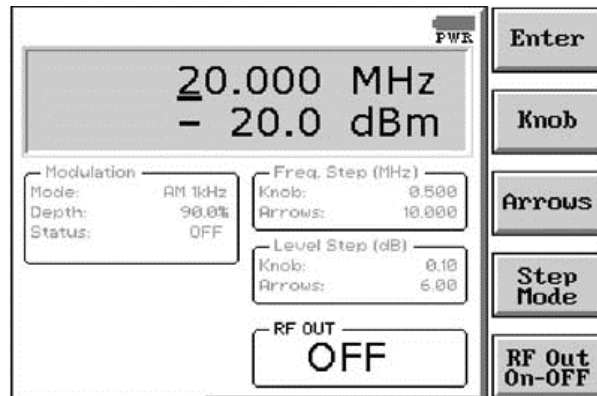 PWR
20.000 MHz
- 20.0 dBm
Modulation
Mode: AM 1kHz
Depth: 90.0%
Status: OFF
Freq. Step (MHz)
Knob: 0.500
Arrows: 10.000
Level Step (dB)
Knob: 0.10
Arrows: 6.00
RF OUT
OFF
Enter
Knob
Arrows
Step
Mode
RF Out
On-OFF